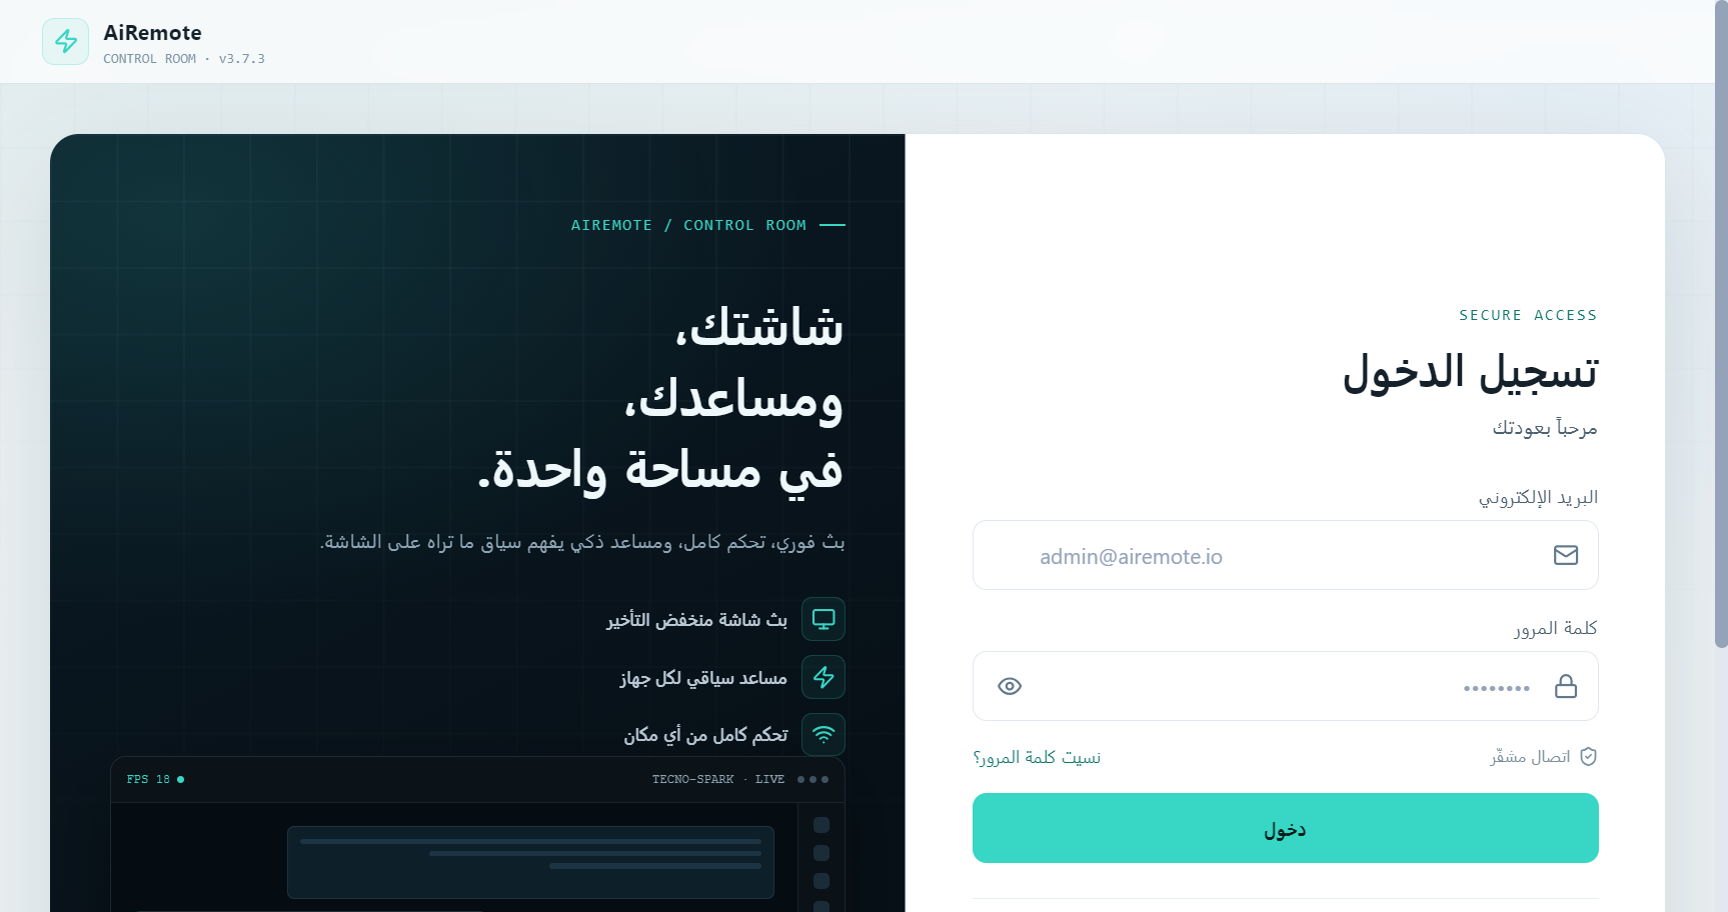 AiRemote
CONTROL ROOM · v3.7.3
SECURE ACCESS
تسجيل الدخول
مرحباً بعودتك
البريد الإلكتروني
admin@airemote.io
كلمة المرور
••••••••
اتصال مشفّر
نسيت كلمة المرور؟
دخول
AIREMOTE / CONTROL ROOM
شاشتك،
ومساعدك،
في مساحة واحدة.
بث فوري، تحكم كامل، ومساعد ذكي يفهم سياق ما تراه على الشاشة.
بث شاشة منخفض التأخير
مساعد سياقي لكل جهاز
تحكم كامل من أي مكان
TECNO-SPARK · LIVE
FPS 18